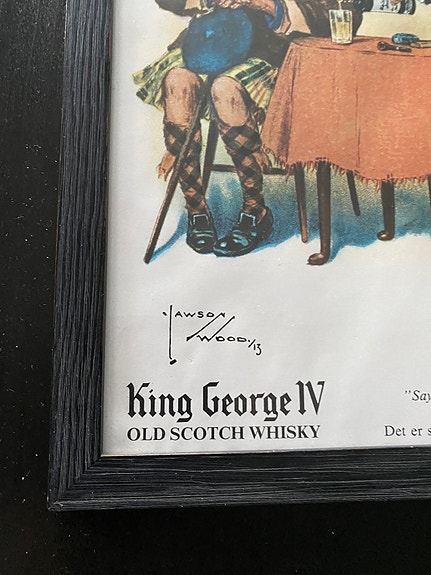 LAWSON
WOOD./13
King George IV
OLD SCOTCH WHISKY
"Say
Det er s